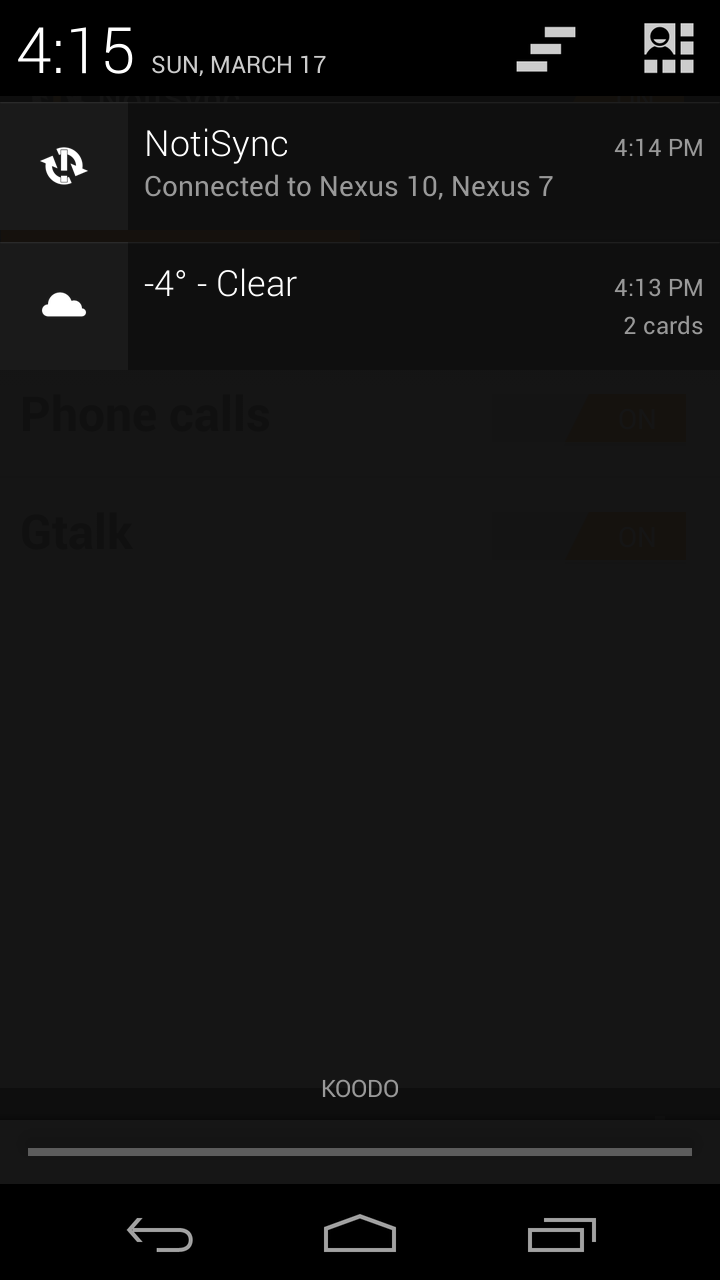 4:15 SUN, MARCH 17
NotiSync 4:14 PM
Connected to Nexus 10, Nexus 7
-4° - Clear 4:13 PM
2 cards
Phone calls ON
Gtalk ON
KOODO